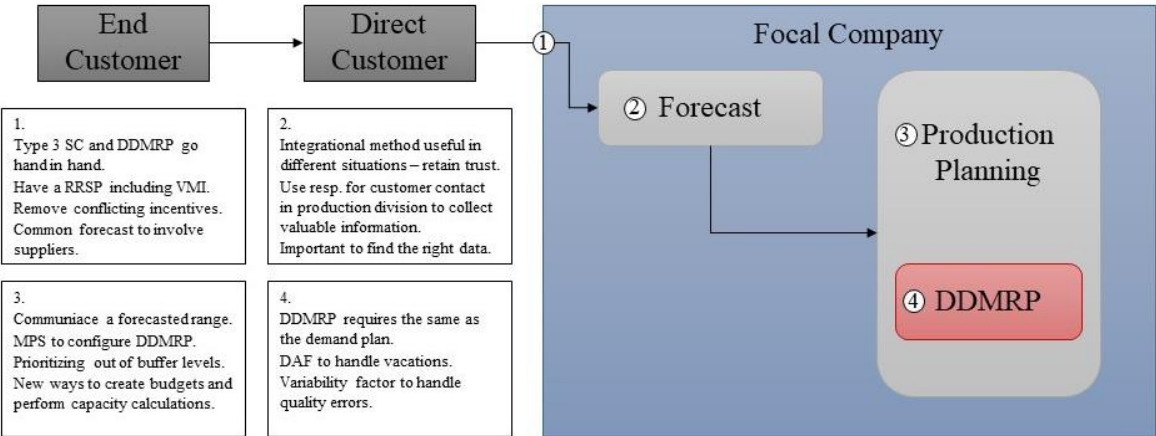 End
Customer
Direct
Customer
Focal Company
1
2 Forecast
3 Production
Planning
4 DDMRP
1.
Type 3 SC and DDMRP go
hand in hand.
Have a RRSP including VMI.
Remove conflicting incentives.
Common forecast to involve
suppliers.
2.
Integrational method useful in
different situations – retain trust.
Use resp. for customer contact
in production division to collect
valuable information.
Important to find the right data.
3.
Communiace a forecasted range.
MPS to configure DDMRP.
Prioritizing out of buffer levels.
New ways to create budgets and
perform capacity calculations.
4.
DDMRP requires the same as
the demand plan.
DAF to handle vacations.
Variability factor to handle
quality errors.